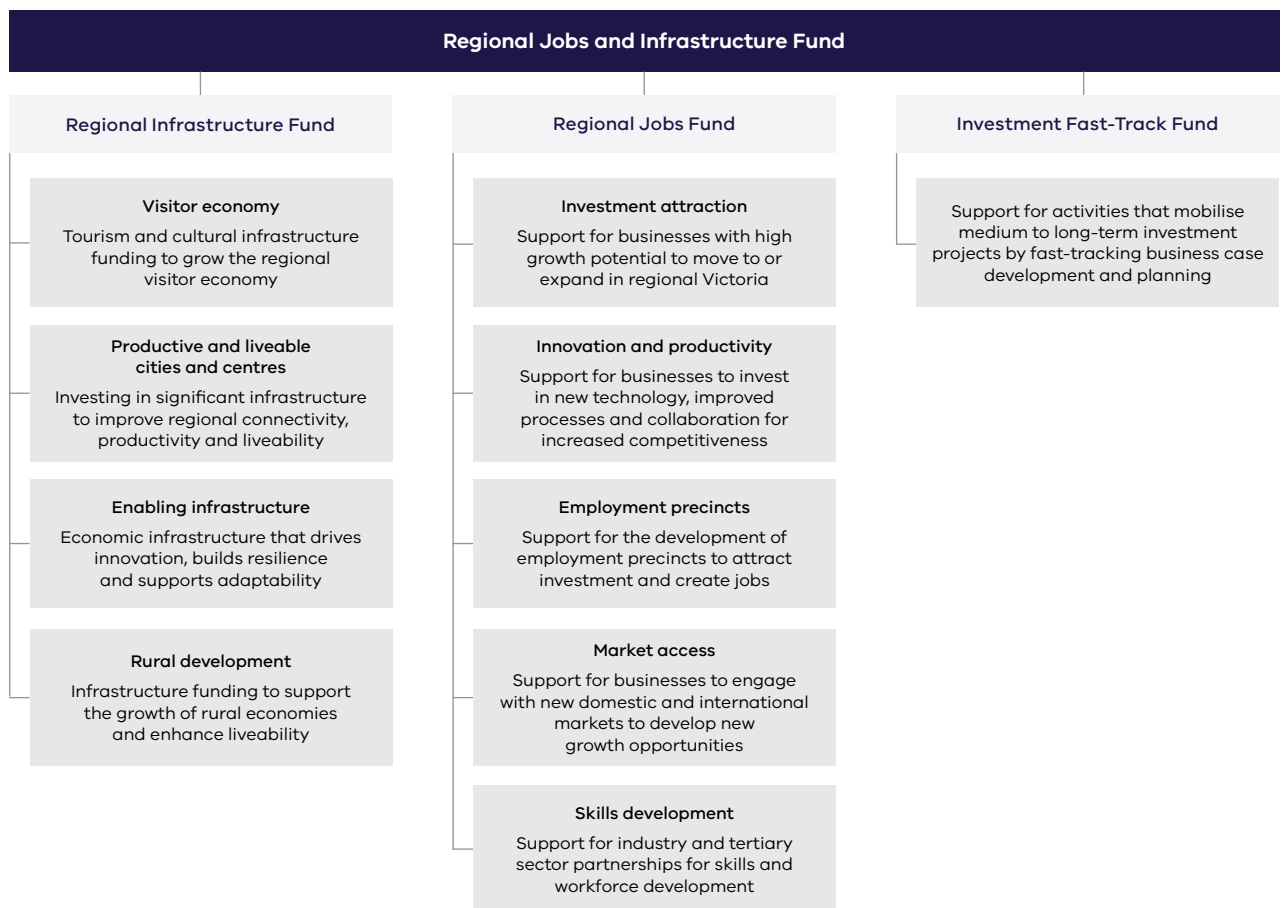 Regional Jobs and Infrastructure Fund
Regional Infrastructure Fund
Visitor economy
Tourism and cultural infrastructure
funding to grow the regional
visitor economy
Productive and liveable
cities and centres
Investing in significant infrastructure
to improve regional connectivity,
productivity and liveability
Enabling infrastructure
Economic infrastructure that drives
innovation, builds resilience
and supports adaptability
Rural development
Infrastructure funding to support
the growth of rural economies
and enhance liveability
Regional Jobs Fund
Investment attraction
Support for businesses with high
growth potential to move to or
expand in regional Victoria
Innovation and productivity
Support for businesses to invest
in new technology, improved
processes and collaboration for
increased competitiveness
Employment precincts
Support for the development of
employment precincts to attract
investment and create jobs
Market access
Support for businesses to engage
with new domestic and international
markets to develop new
growth opportunities
Skills development
Support for industry and tertiary
sector partnerships for skills and
workforce development
Investment Fast-Track Fund
Support for activities that mobilise
medium to long-term investment
projects by fast-tracking business case
development and planning